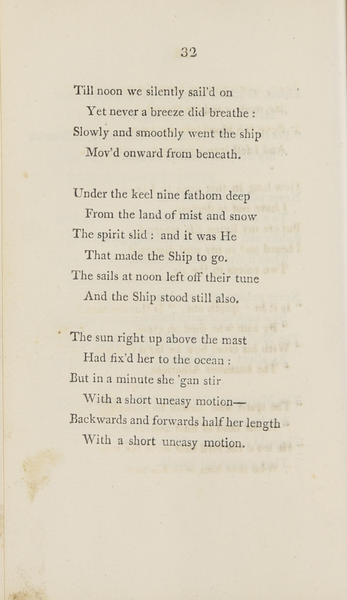 32
Till noon we silently sail'd on
Yet never a breeze did breathe :
Slowly and smoothly went the ship
Mov'd onward from beneath.
Under the keel nine fathom deep
From the land of mist and snow
The spirit slid : and it was He
That made the Ship to go.
The sails at noon left off their tune
And the Ship stood still also.
The sun right up above the mast
Had fix'd her to the ocean :
But in a minute she 'gan stir
With a short uneasy motion—
Backwards and forwards half her length
With a short uneasy motion.